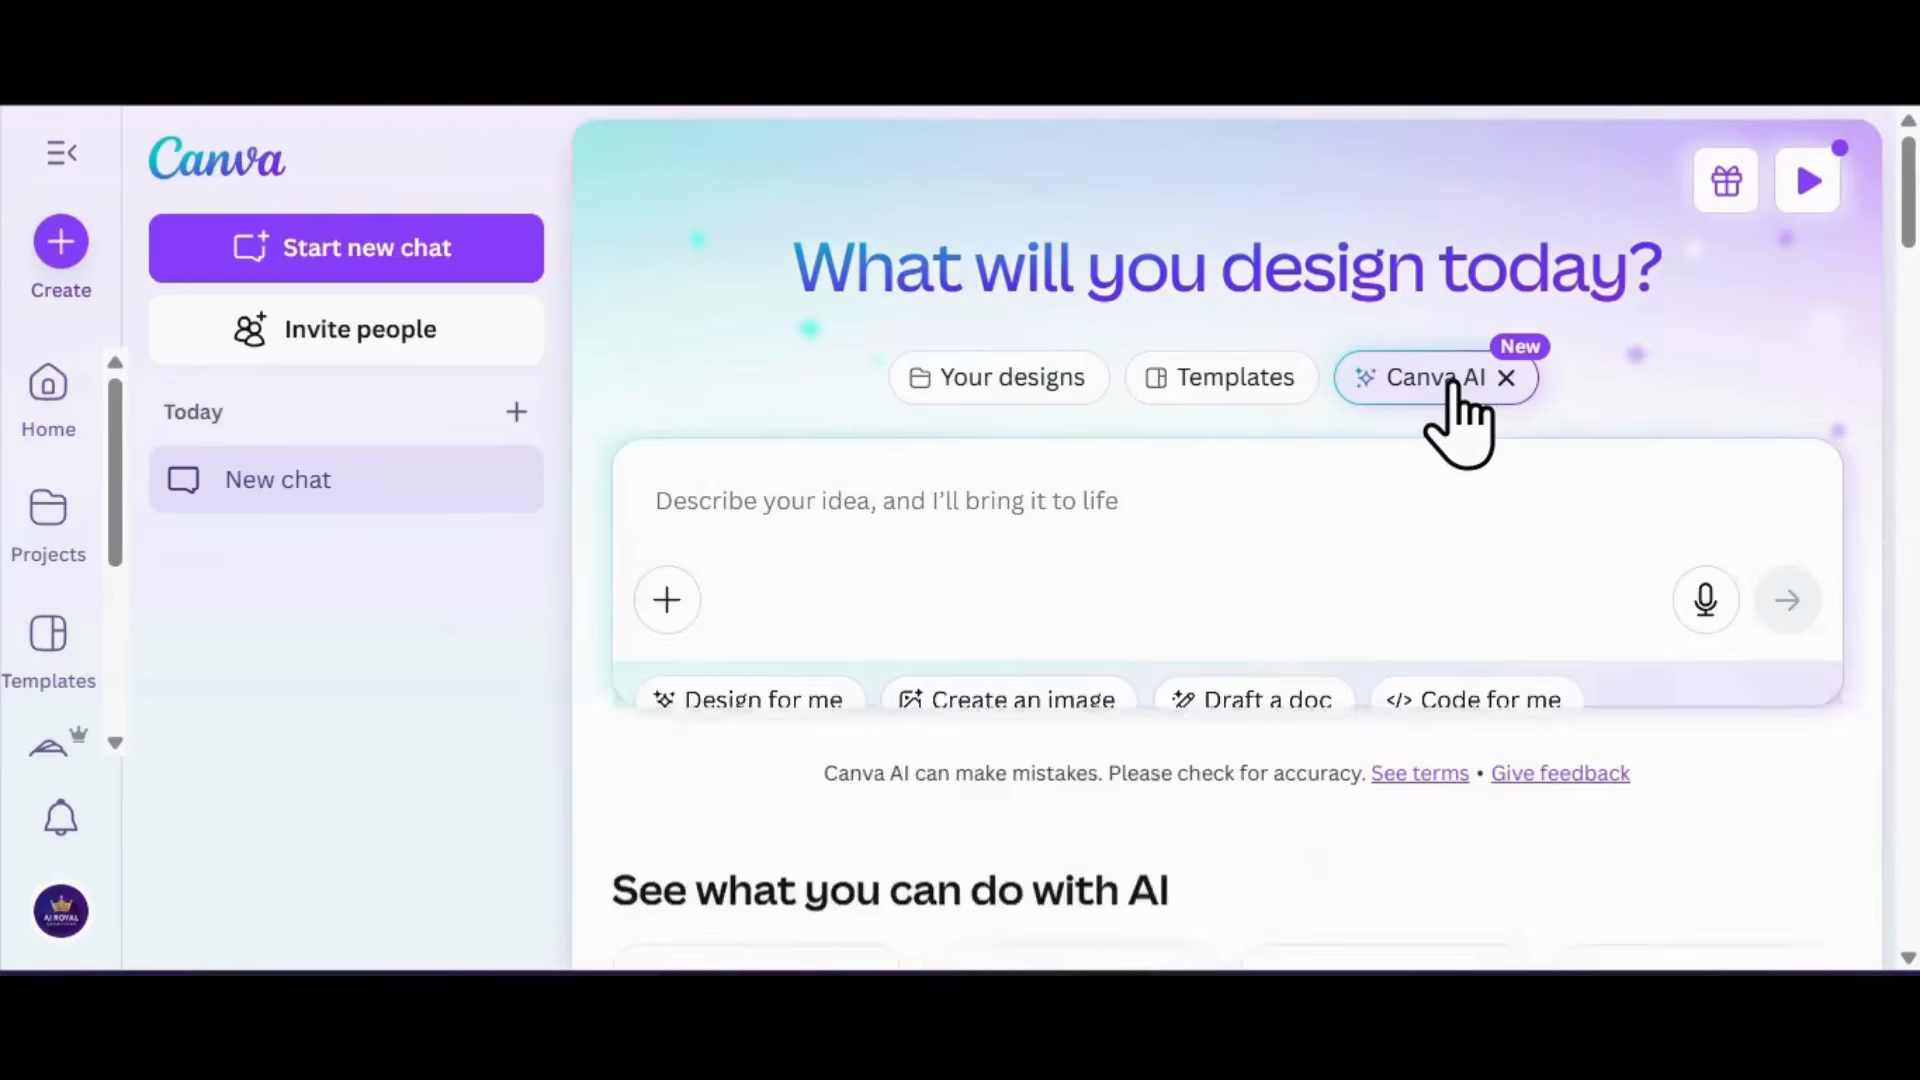 Canva
Start new chat
Invite people
Today
New chat
Create
Home
Projects
Templates
AI ROYAL
What will you design today?
Your designs
Templates
Canva AI
New
Describe your idea, and I'll bring it to life
Design for me
Create an image
Draft a doc
</> Code for me
Canva AI can make mistakes. Please check for accuracy. See terms • Give feedback
See what you can do with AI